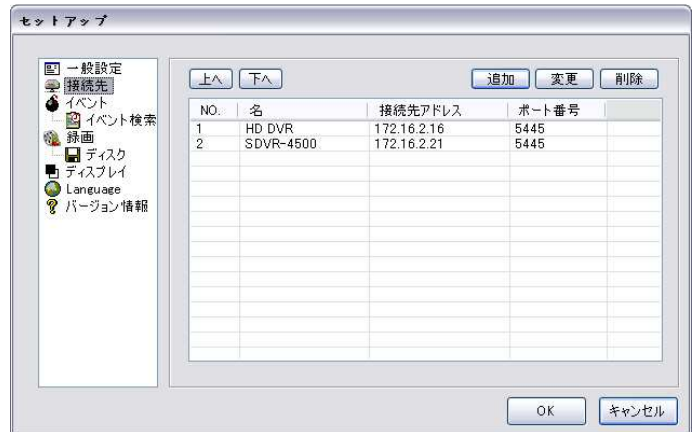 セットアップ
一般設定
接続先
イベント
イベント検索
録画
ディスク
ディスプレイ
Language
バージョン情報
上へ 下へ 追加 変更 削除
NO. 名 接続先アドレス ポート番号
1 HD DVR 172.16.2.16 5445
2 SDVR-4500 172.16.2.21 5445
OK キャンセル